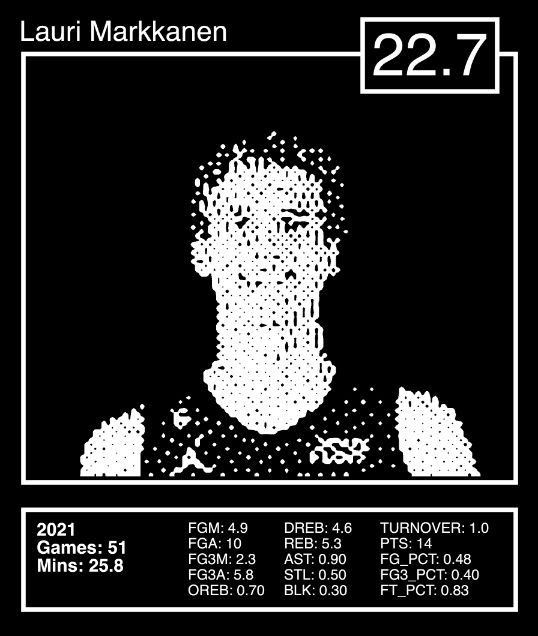 Lauri Markkanen
22.7
2021
Games: 51
Mins: 25.8
FGM: 4.9
FGA: 10
FG3M: 2.3
FG3A: 5.8
OREB: 0.70
DREB: 4.6
REB: 5.3
AST: 0.90
STL: 0.50
BLK: 0.30
TURNOVER: 1.0
PTS: 14
FG_PCT: 0.48
FG3_PCT: 0.40
FT_PCT: 0.83